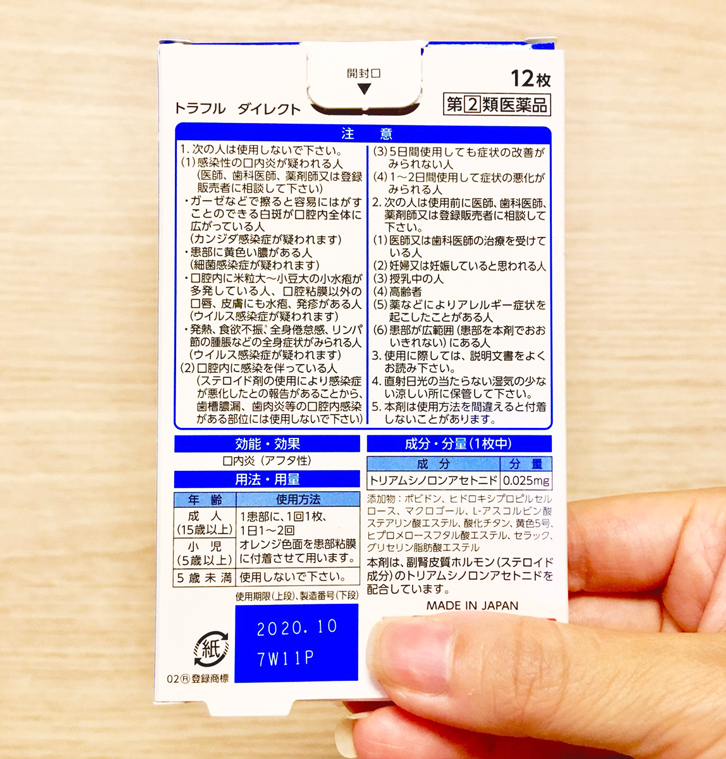 開封口
12枚
トラフル ダイレクト
指②類医薬品
注 意
1. 次の人は使用しないで下さい。
(1) 感染性の口内炎が疑われる人
(医師、歯科医師、薬剤師又は登録
販売者に相談して下さい)
・ガーゼなどで擦ると容易にはがす
ことのできる白斑が口腔内全体に
広がっている人
(カンジダ感染症が疑われます)
・患部に黄色い膿がある人
(細菌感染症が疑われます)
・口腔内に米粒大〜小豆大の小水疱が
多発している人、口腔粘膜以外の
口唇、皮膚にも水疱、発疹がある人
(ウイルス感染症が疑われます)
・発熱、食欲不振、全身倦怠感、リンパ
節の腫脹などの全身症状がみられる人
(ウイルス感染症が疑われます)
(2) 口腔内に感染を伴っている人
(ステロイド剤の使用により感染症
が悪化したとの報告があることから、
歯槽膿漏、歯肉炎等の口腔内感染
がある部位には使用しないで下さい)
(3) 5日間使用しても症状の改善が
みられない人
(4) 1〜2日間使用して症状の悪化が
みられる人
2. 次の人は使用前に医師、歯科医師、
薬剤師又は登録販売者に相談して
下さい。
(1) 医師又は歯科医師の治療を受けて
いる人
(2) 妊婦又は妊娠していると思われる人
(3) 授乳中の人
(4) 高齢者
(5) 薬などによりアレルギー症状を
起こしたことがある人
(6) 患部が広範囲(患部を本剤でおお
いきれない)にある人
3. 使用に際しては、説明文書をよく
お読み下さい。
4. 直射日光の当たらない湿気の少な
い涼しい所に保管して下さい。
5. 本剤は使用方法を間違えると付着
しないことがあります。
効能・効果
口内炎(アフタ性)
用法・用量
年齢 使用方法
成人
(15歳以上)
1患部に、1回1枚、
1日1〜2回
オレンジ色面を患部粘膜
に付着させて用います。
小児
(5歳以上)
5歳未満 使用しないで下さい。
使用期限(上段)、製造番号(下段)
2020.10
7W11P
紙
02Ⓡ登録商標
成分・分量(1枚中)
成分 分量
トリアムシノロンアセトニド 0.025mg
添加物:ポビドン、ヒドロキシプロピルセル
ロース、マクロゴール、L-アスコルビン酸
ステアリン酸エステル、酸化チタン、黄色5号、
ヒプロメロースフタル酸エステル、セラック、
グリセリン脂肪酸エステル
本剤は、副腎皮質ホルモン(ステロイド
成分)のトリアムシノロンアセトニドを
配合しています。
MADE IN JAPAN